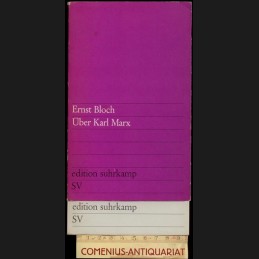 Ernst Bloch
Über Karl Marx
edition suhrkamp
SV
edition suhrkamp
SV
COMENIUS-ANTIQUARIAT